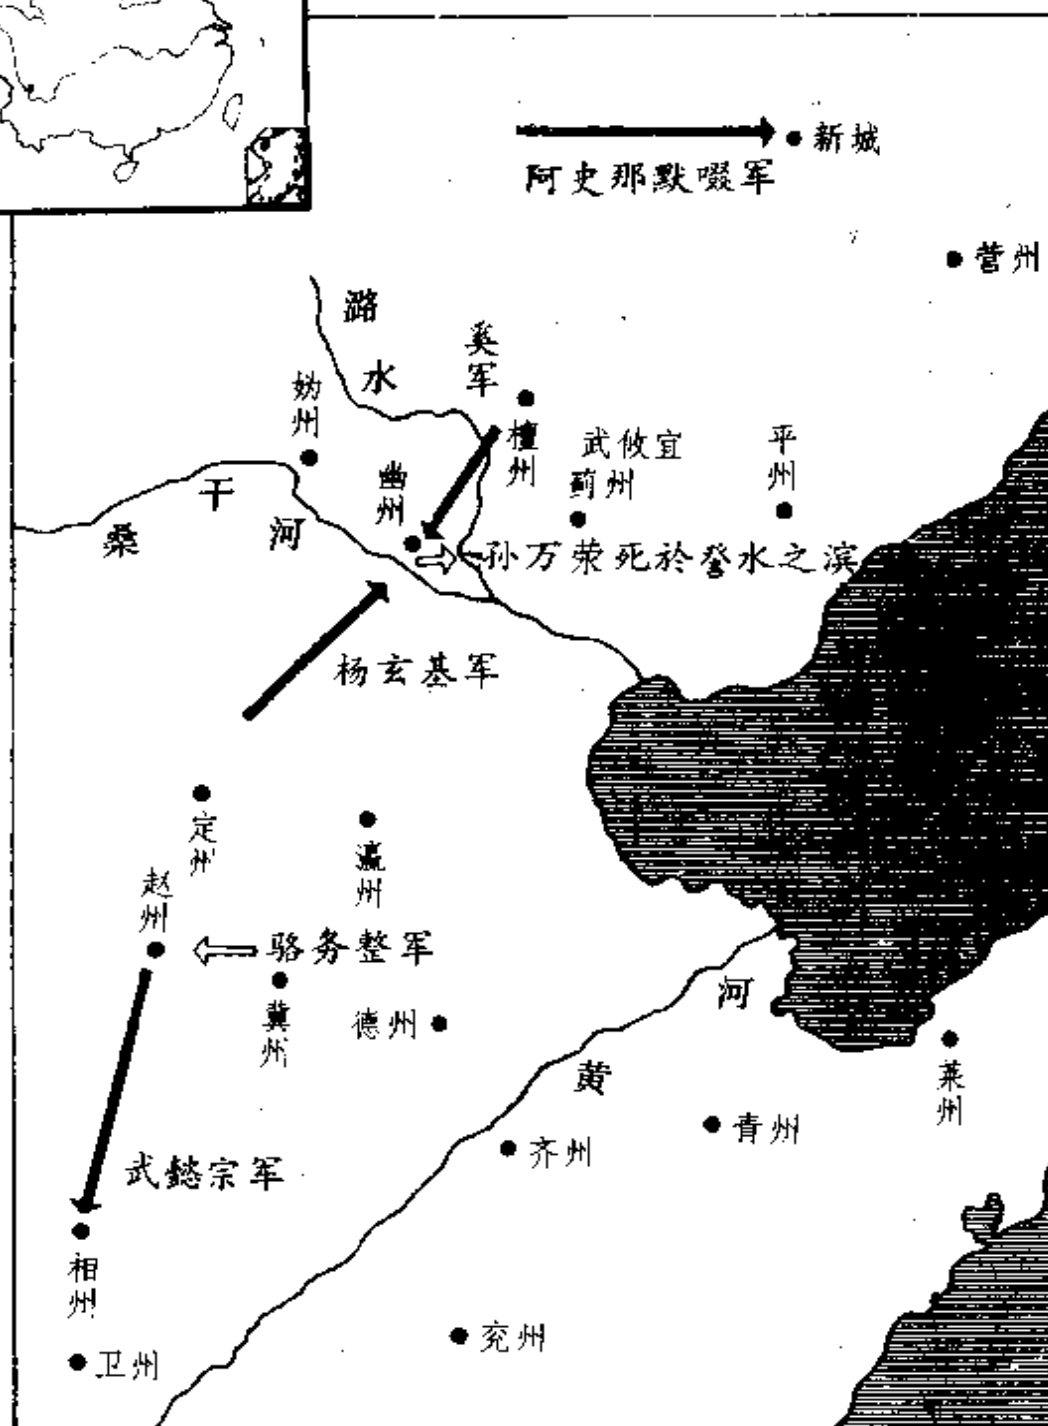 新城
阿史那默啜军
营州
潞水
奚军
妫州
檀州
武攸宜
蓟州
平州
幽州
桑干河
孙万荣死於登水之滨
杨玄基军
定州
瀛州
赵州
骆务整军
冀州
德州
黄河
莱州
青州
齐州
武懿宗军
相州
兖州
卫州